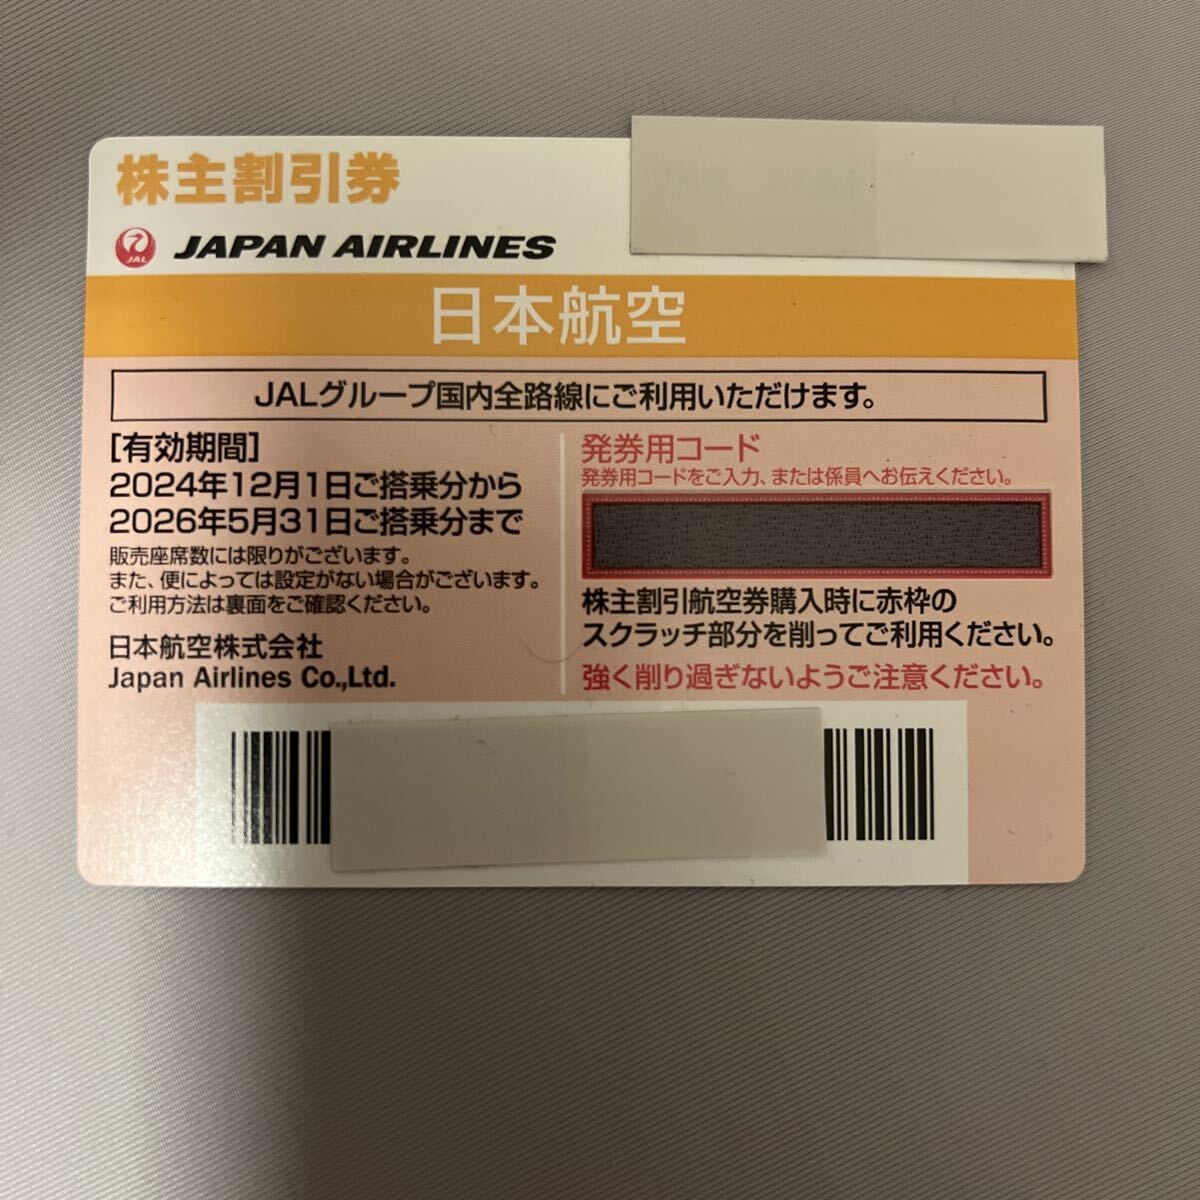 株主割引券
JAL
JAPAN AIRLINES
日本航空
JALグループ国内全路線にご利用いただけます。
[有効期間]
2024年12月1日ご搭乗分から
2026年5月31日ご搭乗分まで
販売座席数には限りがございます。
また、便によっては設定がない場合がございます。
ご利用方法は裏面をご確認ください。
日本航空株式会社
Japan Airlines Co.,Ltd.
発券用コード
発券用コードをご入力、または係員へお伝えください。
株主割引航空券購入時に赤枠の
スクラッチ部分を削ってご利用ください。
強く削り過ぎないようご注意ください。